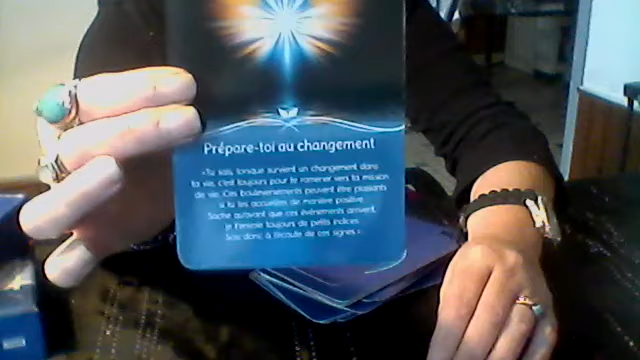 Prépare-toi au changement
«Tu sais, lorsque survient un changement dans
ta vie, c'est toujours pour te ramener vers ta mission
de vie. Ces bouleversements peuvent être plaisants
si tu les accueilles de manière positive.
Sache qu'avant que ces événements arrivent,
je t'envoie toujours de petits indices.
Sois donc à l'écoute de ces signes.»